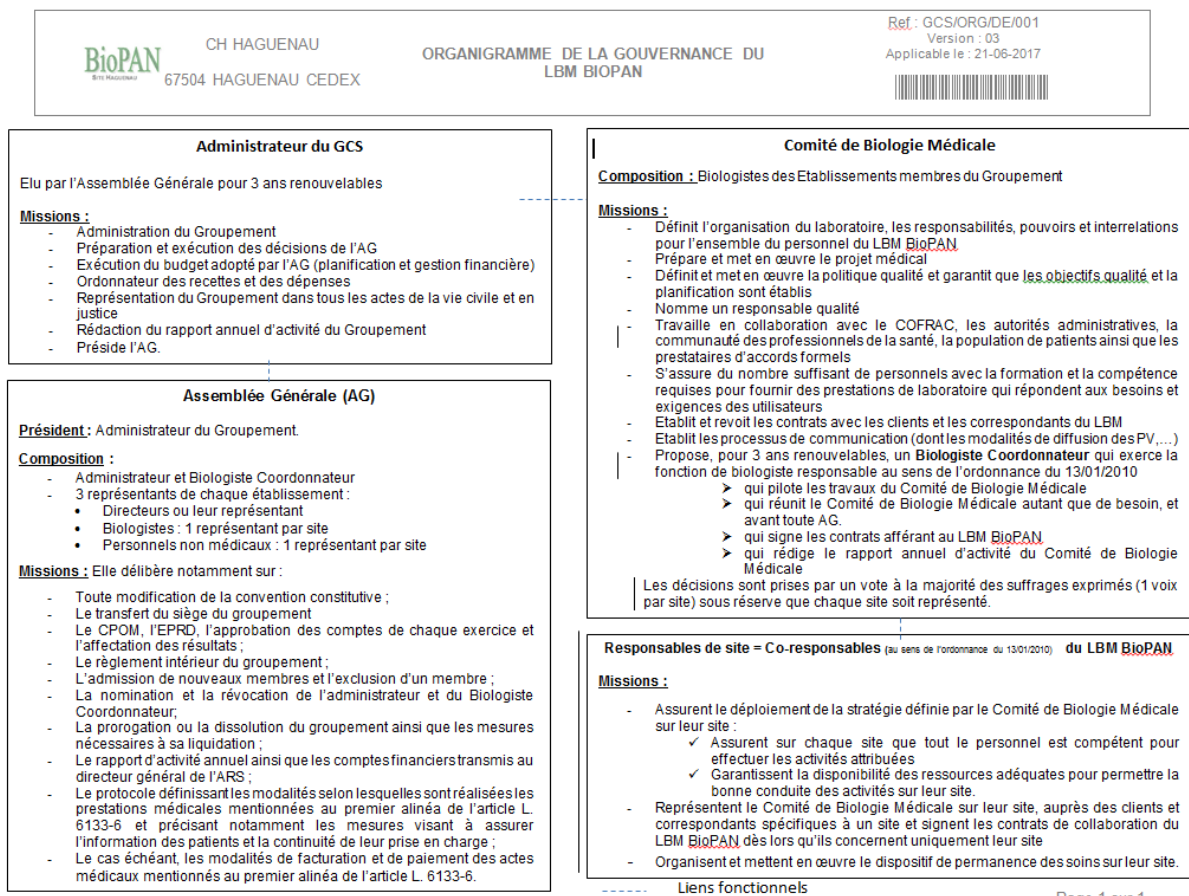 BioPAN
SITE HAGUENAU
CH HAGUENAU
67504 HAGUENAU CEDEX
ORGANIGRAMME DE LA GOUVERNANCE DU
LBM BIOPAN
Ref : GCS/ORG/DE/001
Version : 03
Applicable le : 21-06-2017
Administrateur du GCS
Elu par l'Assemblée Générale pour 3 ans renouvelables
Missions :
- Administration du Groupement
- Préparation et exécution des décisions de l'AG
- Exécution du budget adopté par l'AG (planification et gestion financière)
- Ordonnateur des recettes et des dépenses
- Représentation du Groupement dans tous les actes de la vie civile et en
justice
- Rédaction du rapport annuel d'activité du Groupement
- Préside l'AG.
Assemblée Générale (AG)
Président : Administrateur du Groupement.
Composition :
- Administrateur et Biologiste Coordonnateur
- 3 représentants de chaque établissement :
• Directeurs ou leur représentant
• Biologistes : 1 représentant par site
• Personnels non médicaux : 1 représentant par site
Missions : Elle délibère notamment sur :
- Toute modification de la convention constitutive ;
- Le transfert du siège du groupement
- Le CPOM, l'EPRD, l'approbation des comptes de chaque exercice et
l'affectation des résultats ;
- Le règlement intérieur du groupement ;
- L'admission de nouveaux membres et l'exclusion d'un membre ;
- La nomination et la révocation de l'administrateur et du Biologiste
Coordonnateur;
- La prorogation ou la dissolution du groupement ainsi que les mesures
nécessaires à sa liquidation ;
- Le rapport d'activité annuel ainsi que les comptes financiers transmis au
directeur général de l'ARS ;
- Le protocole définissant les modalités selon lesquelles sont réalisées les
prestations médicales mentionnées au premier alinéa de l'article L.
6133-6 et précisant notamment les mesures visant à assurer
l'information des patients et la continuité de leur prise en charge ;
- Le cas échéant, les modalités de facturation et de paiement des actes
médicaux mentionnés au premier alinéa de l'article L. 6133-6.
Comité de Biologie Médicale
Composition : Biologistes des Etablissements membres du Groupement
Missions :
- Définit l'organisation du laboratoire, les responsabilités, pouvoirs et interrelations
pour l'ensemble du personnel du LBM BioPAN
- Prépare et met en œuvre le projet médical
- Définit et met en œuvre la politique qualité et garantit que les objectifs qualité et la
planification sont établis
- Nomme un responsable qualité
- Travaille en collaboration avec le COFRAC, les autorités administratives, la
communauté des professionnels de la santé, la population de patients ainsi que les
prestataires d'accords formels
- S'assure du nombre suffisant de personnels avec la formation et la compétence
requises pour fournir des prestations de laboratoire qui répondent aux besoins et
exigences des utilisateurs
- Etablit et revoit les contrats avec les clients et les correspondants du LBM
- Etablit les processus de communication (dont les modalités de diffusion des PV,...)
- Propose, pour 3 ans renouvelables, un Biologiste Coordonnateur qui exerce la
fonction de biologiste responsable au sens de l'ordonnance du 13/01/2010
➤ qui pilote les travaux du Comité de Biologie Médicale
➤ qui réunit le Comité de Biologie Médicale autant que de besoin, et
avant toute AG.
➤ qui signe les contrats afférant au LBM BioPAN
➤ qui rédige le rapport annuel d'activité du Comité de Biologie
Médicale
Les décisions sont prises par un vote à la majorité des suffrages exprimés (1 voix
par site) sous réserve que chaque site soit représenté.
Responsables de site = Co-responsables (au sens de l'ordonnance du 13/01/2010) du LBM BioPAN
Missions :
- Assurent le déploiement de la stratégie définie par le Comité de Biologie Médicale
sur leur site :
✓ Assurent sur chaque site que tout le personnel est compétent pour
effectuer les activités attribuées
✓ Garantissent la disponibilité des ressources adéquates pour permettre la
bonne conduite des activités sur leur site.
- Représentent le Comité de Biologie Médicale sur leur site, auprès des clients et
correspondants spécifiques à un site et signent les contrats de collaboration du
LBM BioPAN dès lors qu'ils concernent uniquement leur site
- Organisent et mettent en œuvre le dispositif de permanence des soins sur leur site.
Liens fonctionnels
Page 1 sur 1